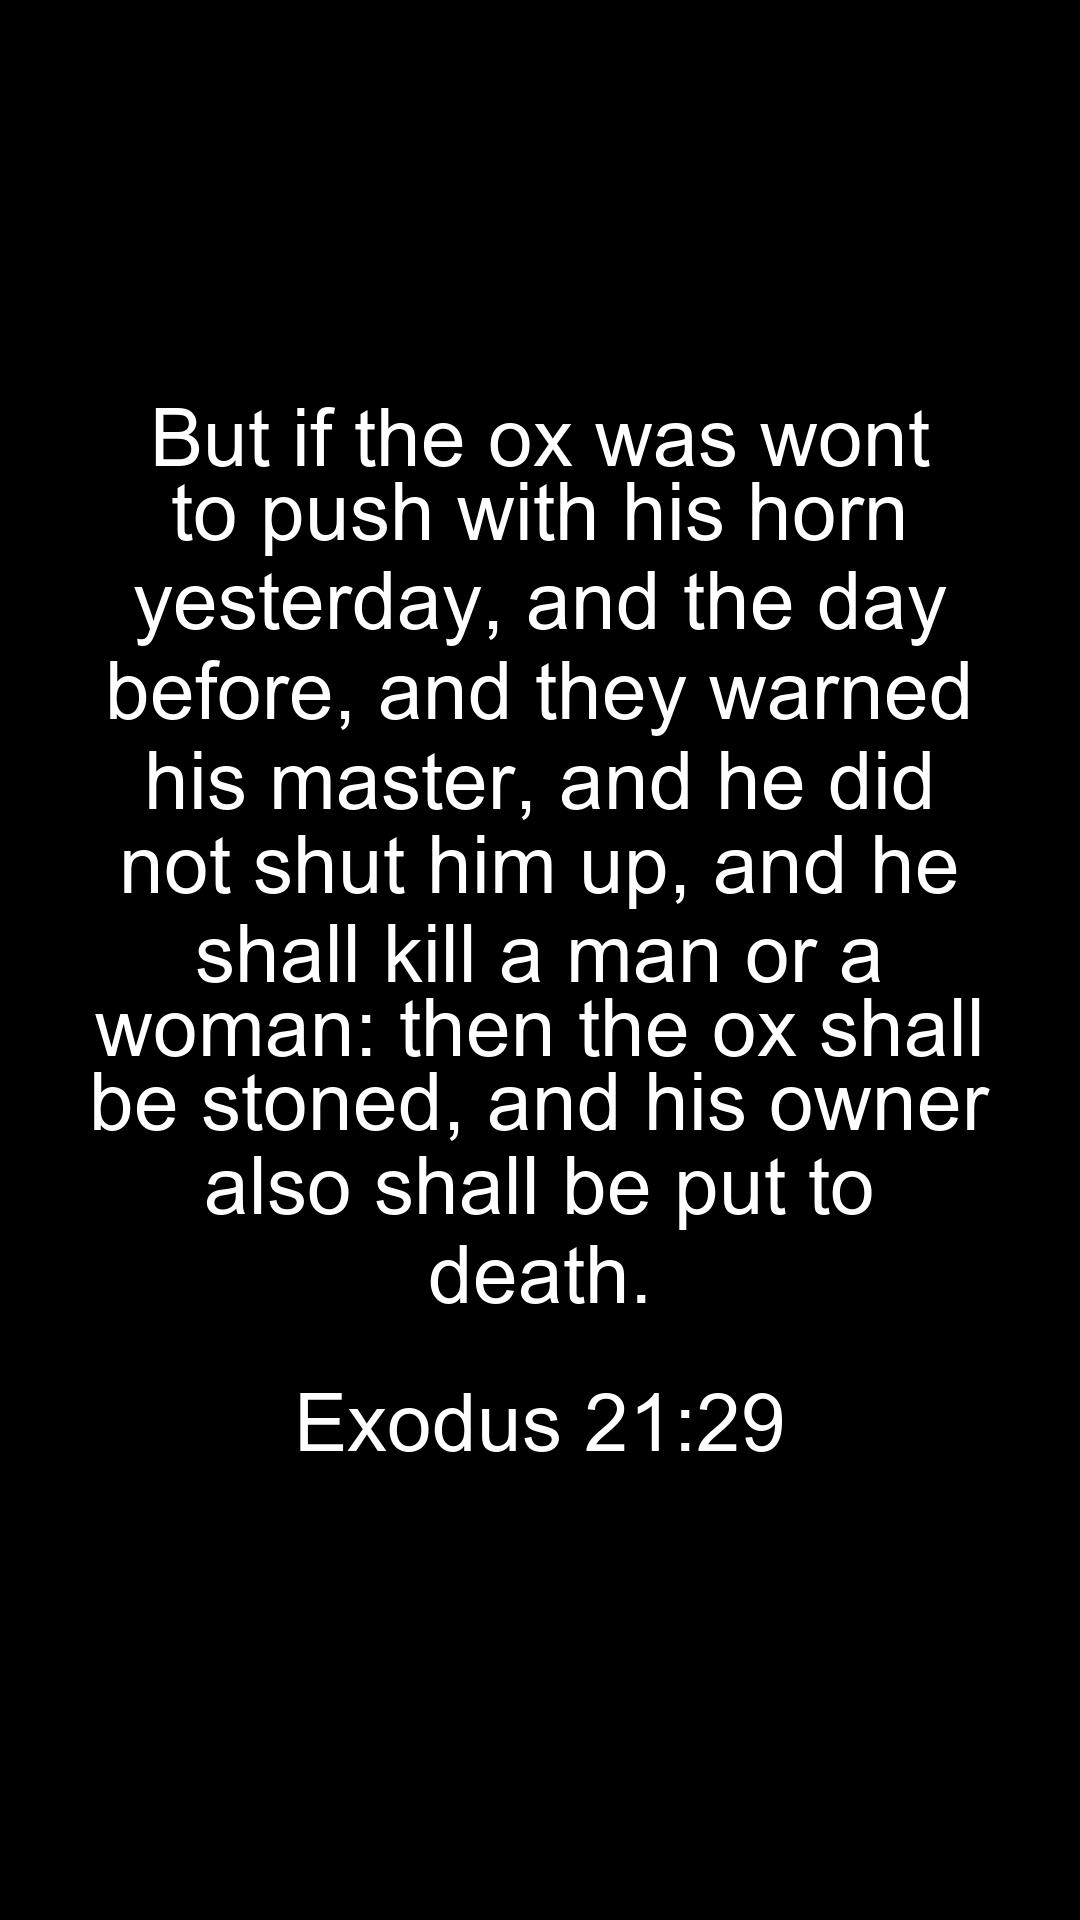 But if the ox was wont
to push with his horn
yesterday, and the day
before, and they warned
his master, and he did
not shut him up, and he
shall kill a man or a
woman: then the ox shall
be stoned, and his owner
also shall be put to
death.
Exodus 21:29